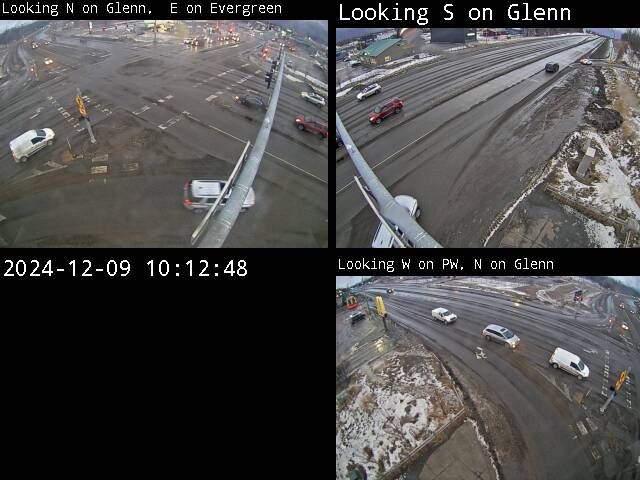 Looking N on Glenn,  E on Evergreen
Looking S on Glenn
2024-12-09 10:12:48
Looking W on PW, N on Glenn